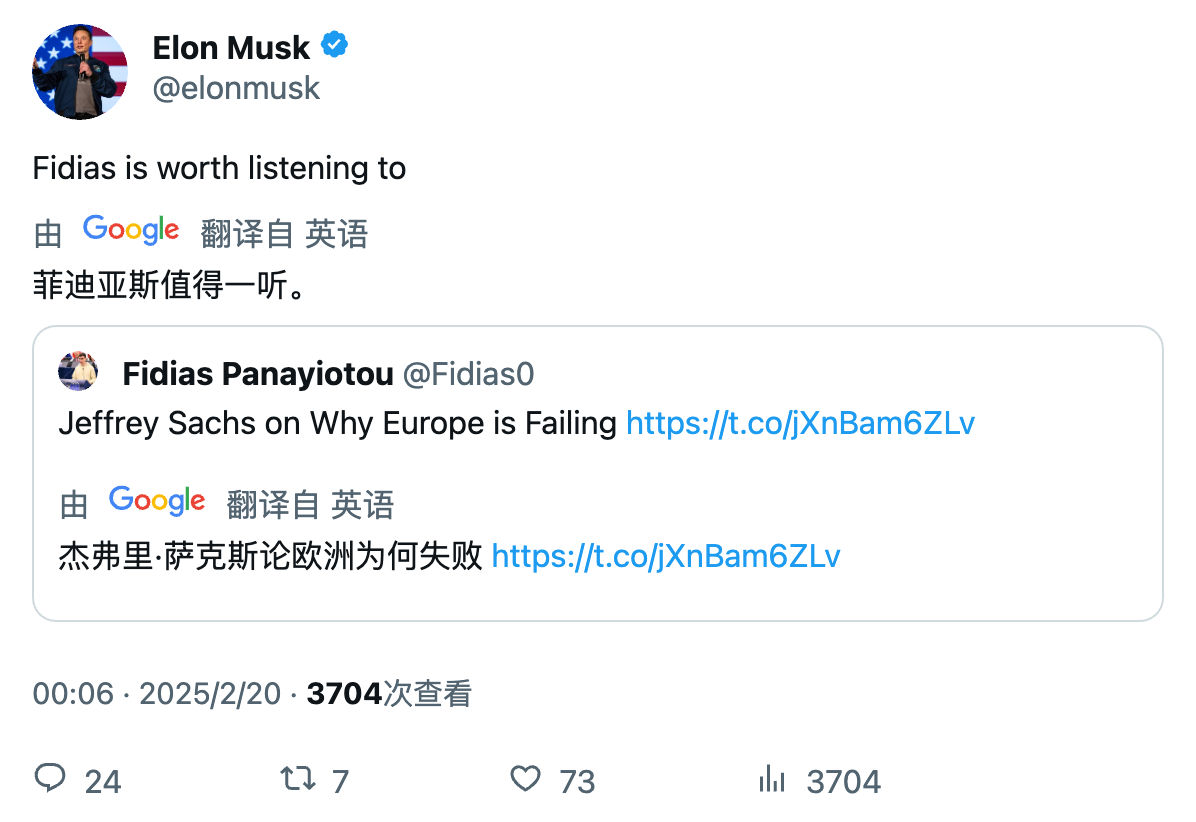 Elon Musk
@elonmusk
Fidias is worth listening to
由 Google 翻译自 英语
菲迪亚斯值得一听。
Fidias Panayiotou @Fidias0
Jeffrey Sachs on Why Europe is Failing https://t.co/jXnBam6ZLv
由 Google 翻译自 英语
杰弗里·萨克斯论欧洲为何失败 https://t.co/jXnBam6ZLv
00:06 · 2025/2/20 · 3704次查看
24 7 73 3704